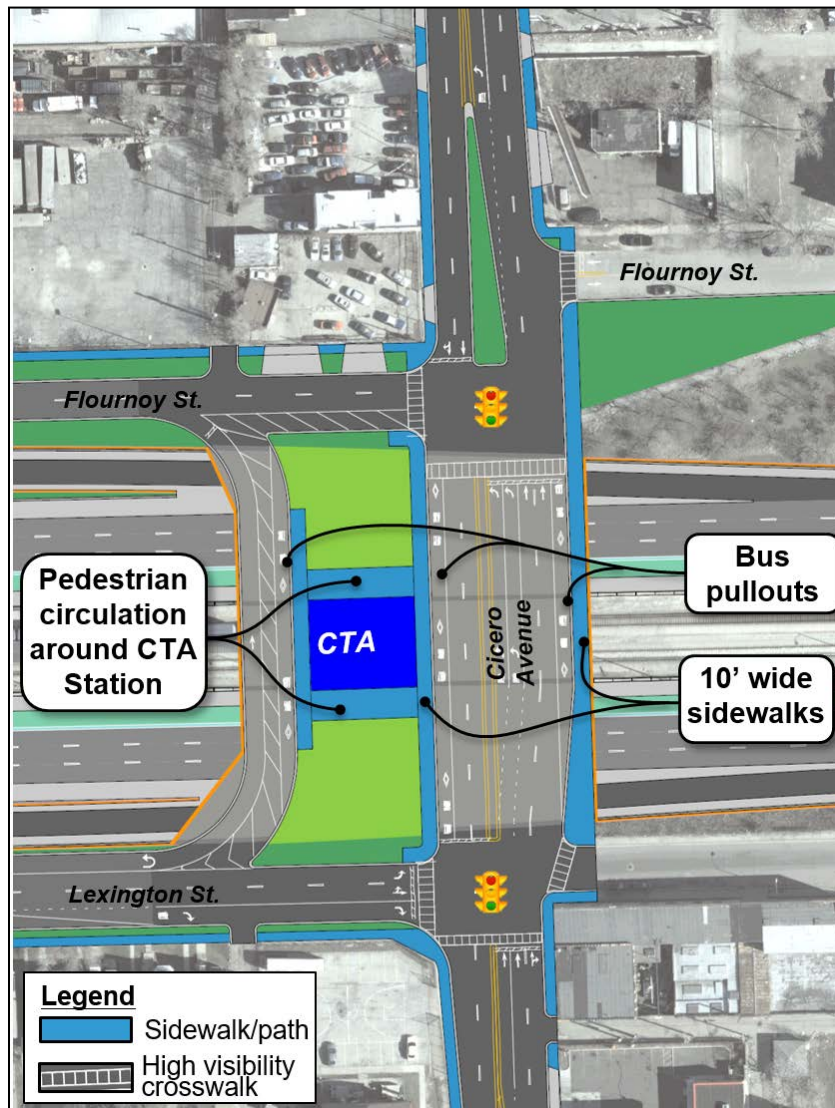 Flournoy St.
Flournoy St.
Pedestrian
circulation
around CTA
Station
CTA
Cicero
Avenue
Bus
pullouts
10’ wide
sidewalks
Lexington St.
Legend
Sidewalk/path
High visibility
crosswalk